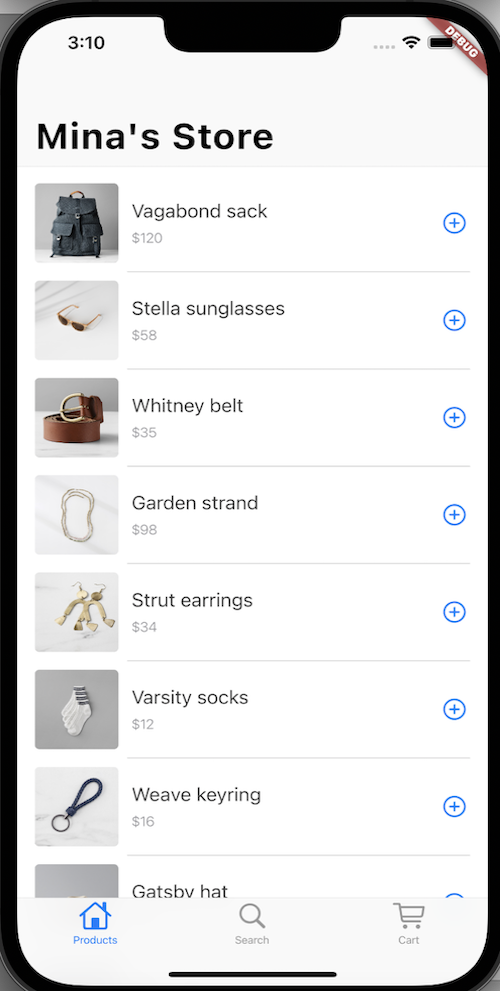 3:10
DEBUG
Mina's Store
Vagabond sack
$120
Stella sunglasses
$58
Whitney belt
$35
Garden strand
$98
Strut earrings
$34
Varsity socks
$12
Weave keyring
$16
Gatsby hat
Products
Search
Cart